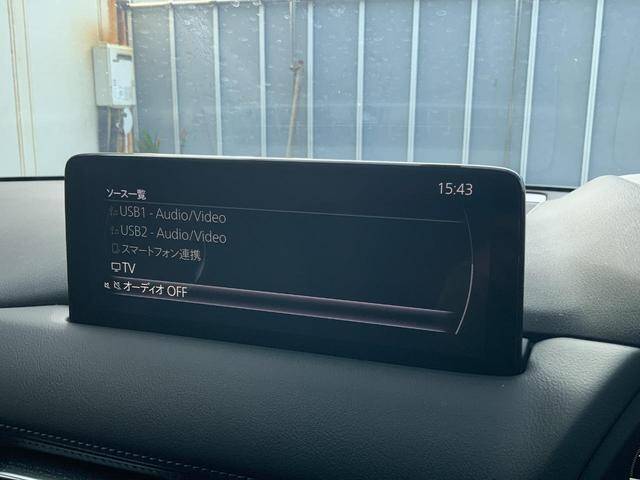 ソース一覧
15:43
USB1 - Audio/Video
USB2 - Audio/Video
スマートフォン連携
TV
オーディオ OFF